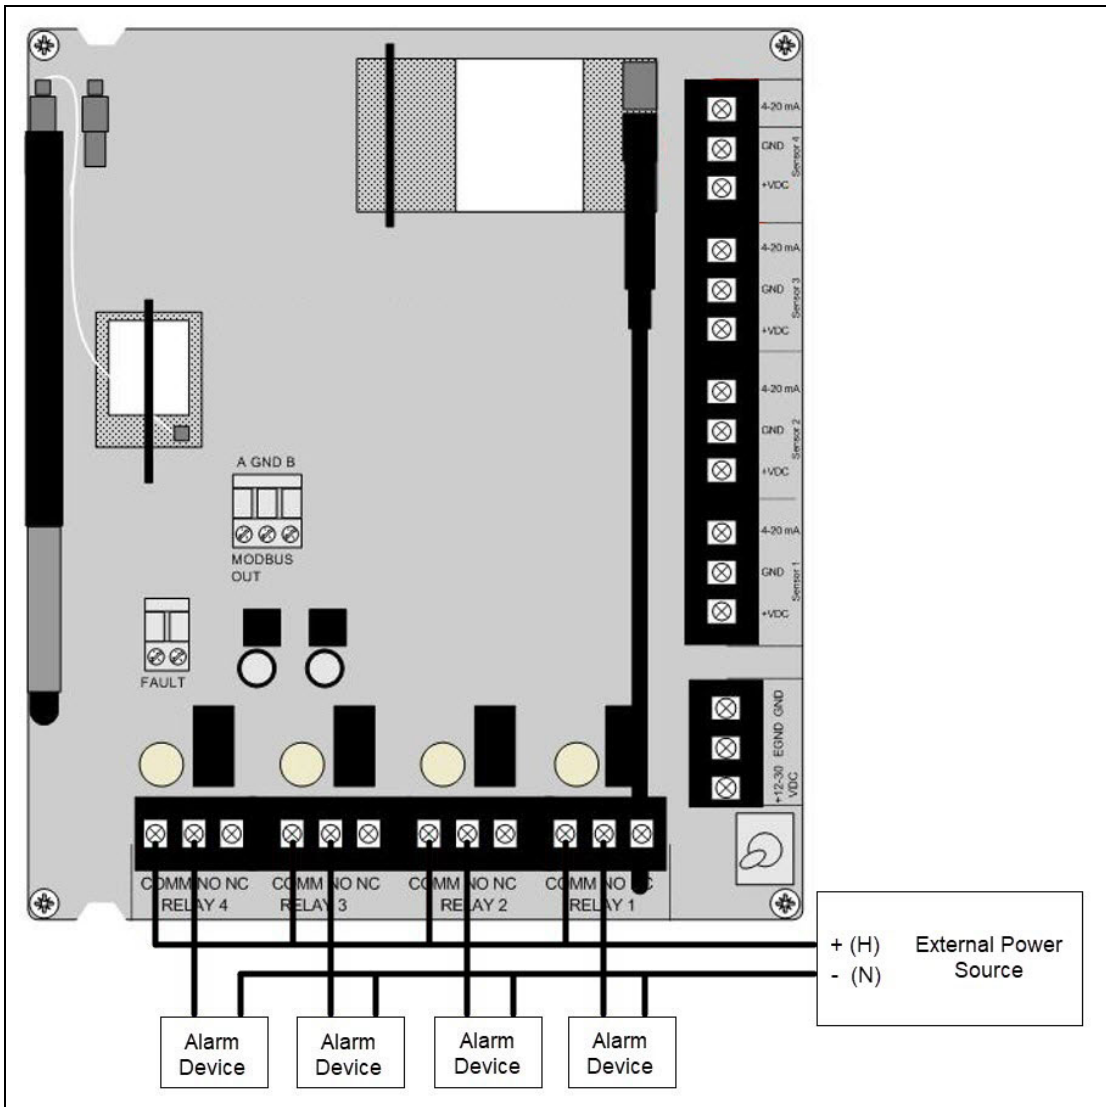 4-20 mA
GND
+VDC
Sensor 4
4-20 mA
GND
+VDC
Sensor 3
4-20 mA
GND
+VDC
Sensor 2
4-20 mA
GND
+VDC
Sensor 1
A GND B
MODBUS
OUT
FAULT
GND
EGND
+12-30
VDC
COMM NO NC
RELAY 4
COMM NO NC
RELAY 3
COMM NO NC
RELAY 2
COMM NO NC
RELAY 1
+ (H)
- (N)
External Power
Source
Alarm
Device
Alarm
Device
Alarm
Device
Alarm
Device